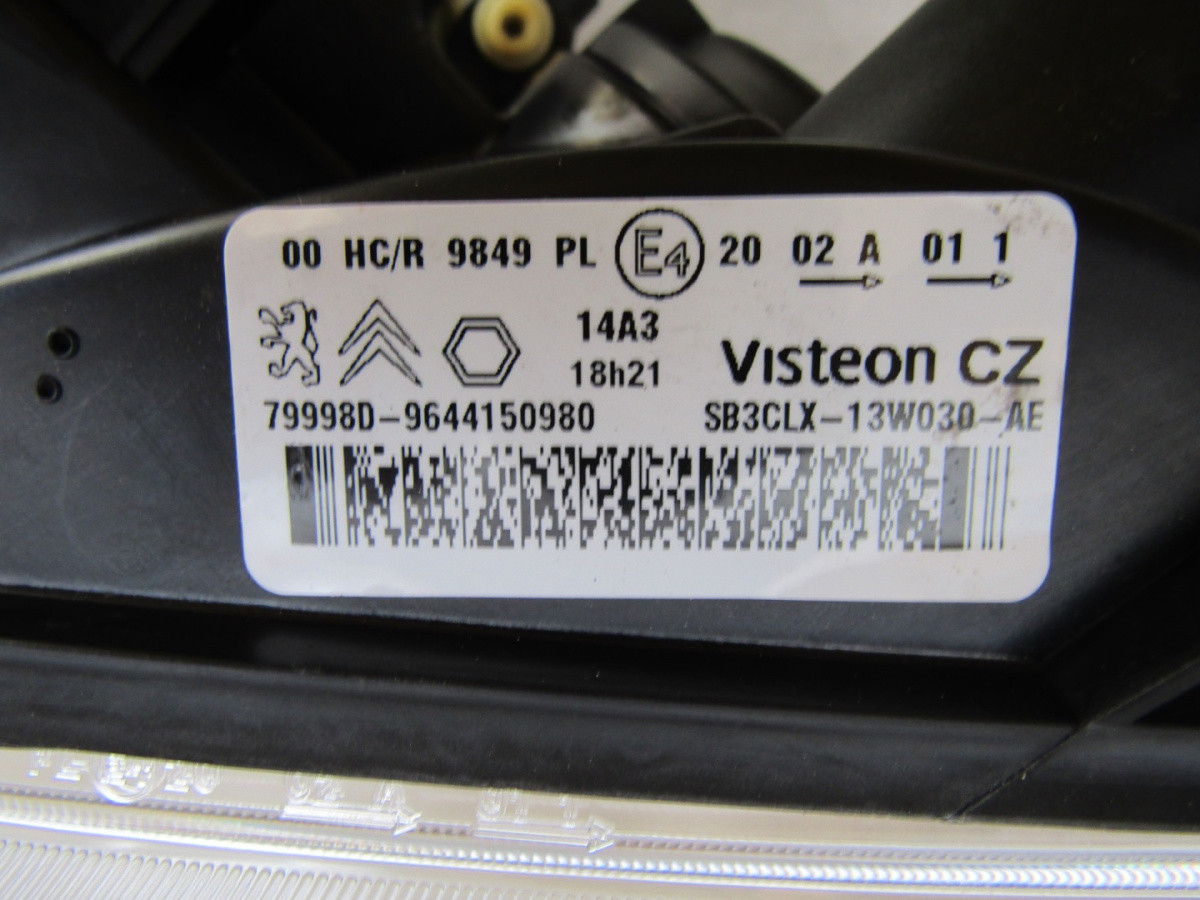 00 HC/R 9849 PL E4 20 02 A 01 1
14A3
18h21
Visteon CZ
79998D-9644150980 SB3CLX-13W030-AE